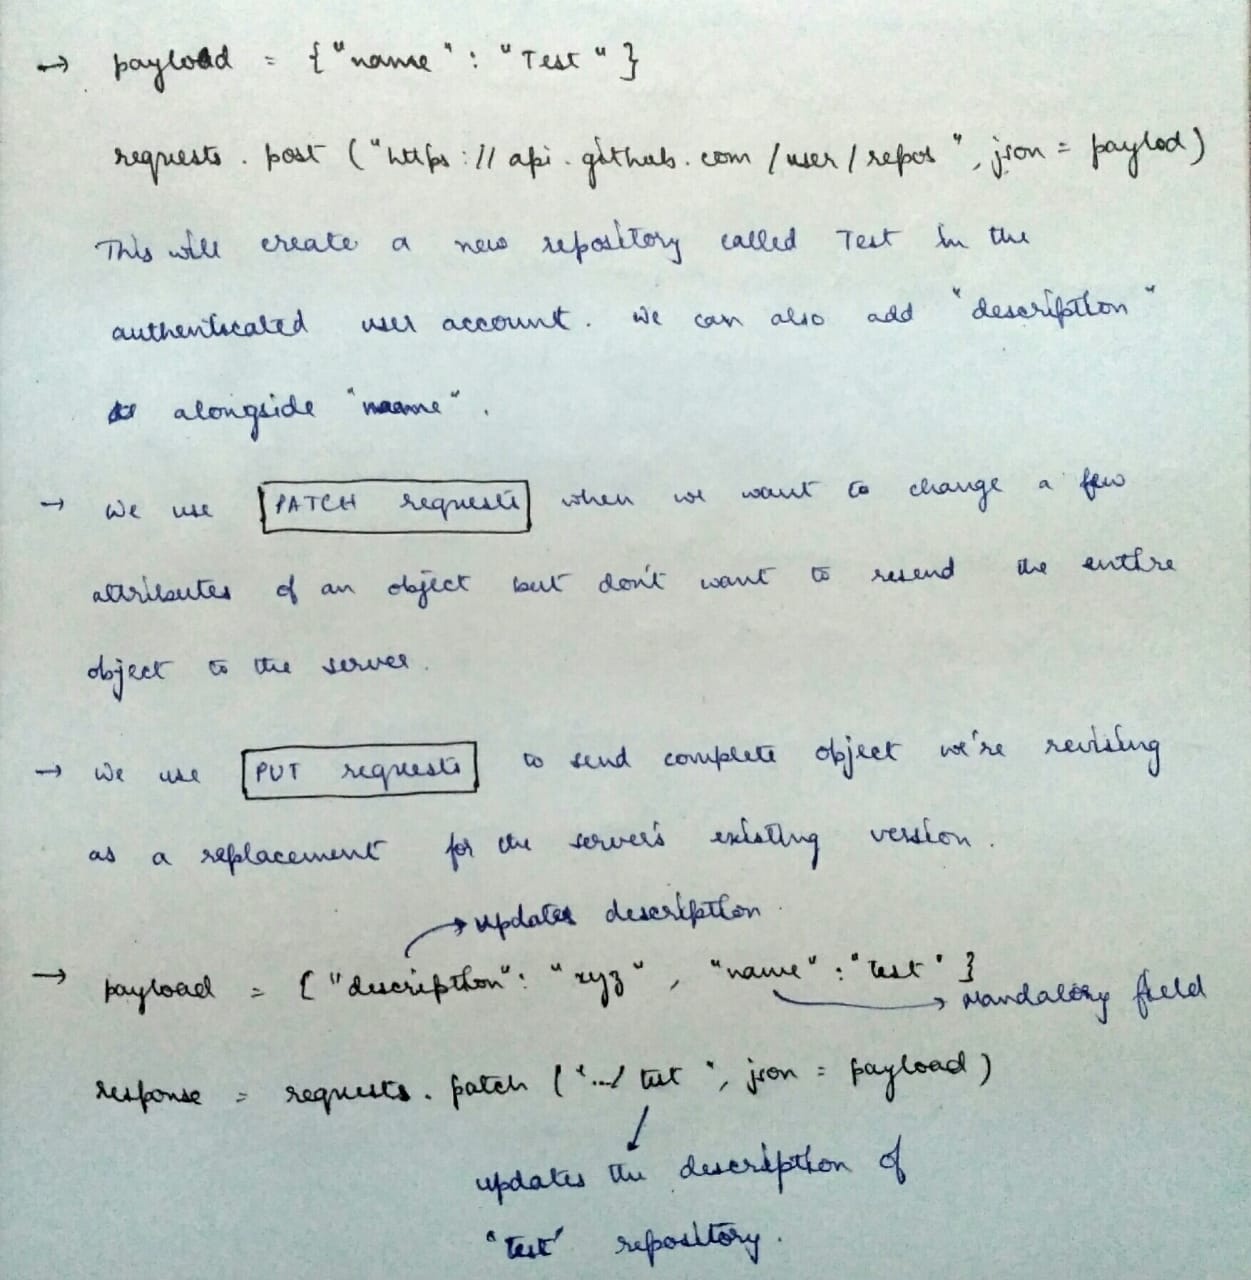 → payload = {"name" : "Test"}
requests.post ("https://api.github.com/user/repos", json = paylod)
This will create a new repository called Test in the
authenticated user account. We can also add "description"
alongside "name".
→ We use PATCH requests when we want to change a few
attributes of an object but don't want to resend the entire
object to the server.
→ We use PUT requests to send complete object we're revising
as a replacement for the server's existing version.
→ updates description.
→ payload = {"description": "xyz", "name" : "test"}
→ Mandatory field
response = requests.patch (".../test", json = payload)
updates the description of
"test" repository.